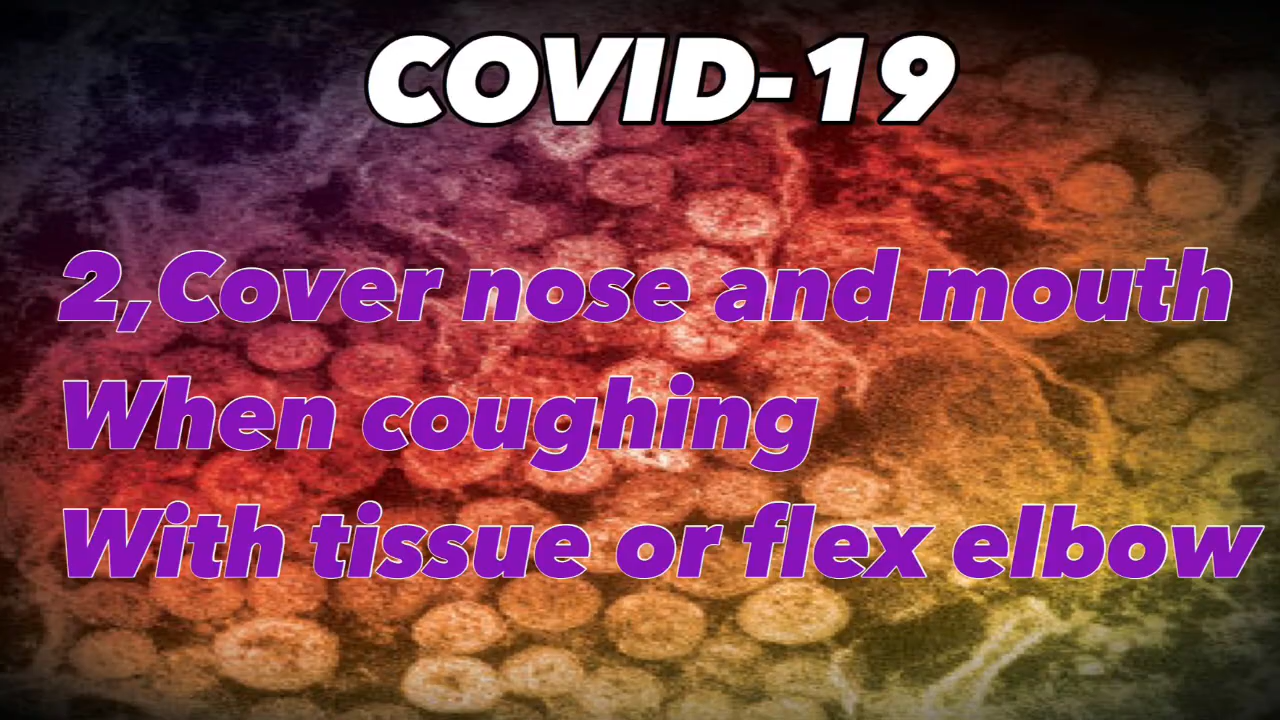 COVID-19
2,Cover nose and mouth
When coughing
With tissue or flex elbow